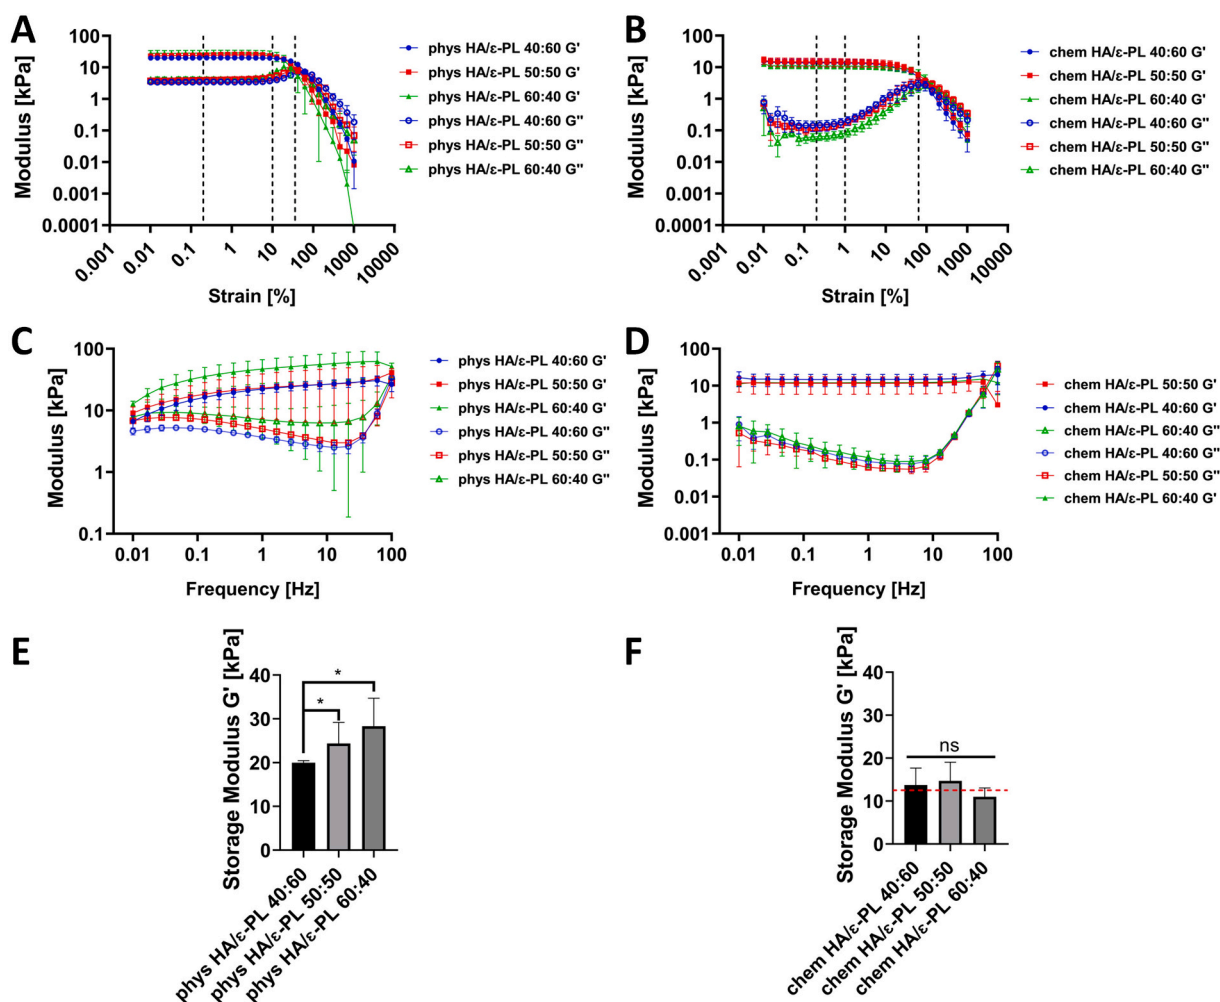 A
Modulus [kPa]
100
10
1
0.1
0.01
0.001
0.0001
0.001
0.01
0.1
1
10
100
1000
10000
Strain [%]
phys HA/ε-PL 40:60 G'
phys HA/ε-PL 50:50 G'
phys HA/ε-PL 60:40 G'
phys HA/ε-PL 40:60 G"
phys HA/ε-PL 50:50 G"
phys HA/ε-PL 60:40 G"
B
Modulus [kPa]
100
10
1
0.1
0.01
0.001
0.0001
0.001
0.01
0.1
1
10
100
1000
10000
Strain [%]
chem HA/ε-PL 40:60 G'
chem HA/ε-PL 50:50 G'
chem HA/ε-PL 60:40 G'
chem HA/ε-PL 40:60 G"
chem HA/ε-PL 50:50 G"
chem HA/ε-PL 60:40 G"
C
Modulus [kPa]
100
10
1
0.1
0.01
0.1
1
10
100
Frequency [Hz]
phys HA/ε-PL 40:60 G'
phys HA/ε-PL 50:50 G'
phys HA/ε-PL 60:40 G'
phys HA/ε-PL 40:60 G"
phys HA/ε-PL 50:50 G"
phys HA/ε-PL 60:40 G"
D
Modulus [kPa]
100
10
1
0.1
0.01
0.001
0.01
0.1
1
10
100
Frequency [Hz]
chem HA/ε-PL 50:50 G'
chem HA/ε-PL 40:60 G'
chem HA/ε-PL 60:40 G"
chem HA/ε-PL 40:60 G"
chem HA/ε-PL 50:50 G"
chem HA/ε-PL 60:40 G'
E
Storage Modulus G' [kPa]
40
30
20
10
0
*
*
phys HA/ε-PL 40:60
phys HA/ε-PL 50:50
phys HA/ε-PL 60:40
F
Storage Modulus G' [kPa]
40
30
20
10
0
ns
chem HA/ε-PL 40:60
chem HA/ε-PL 50:50
chem HA/ε-PL 60:40